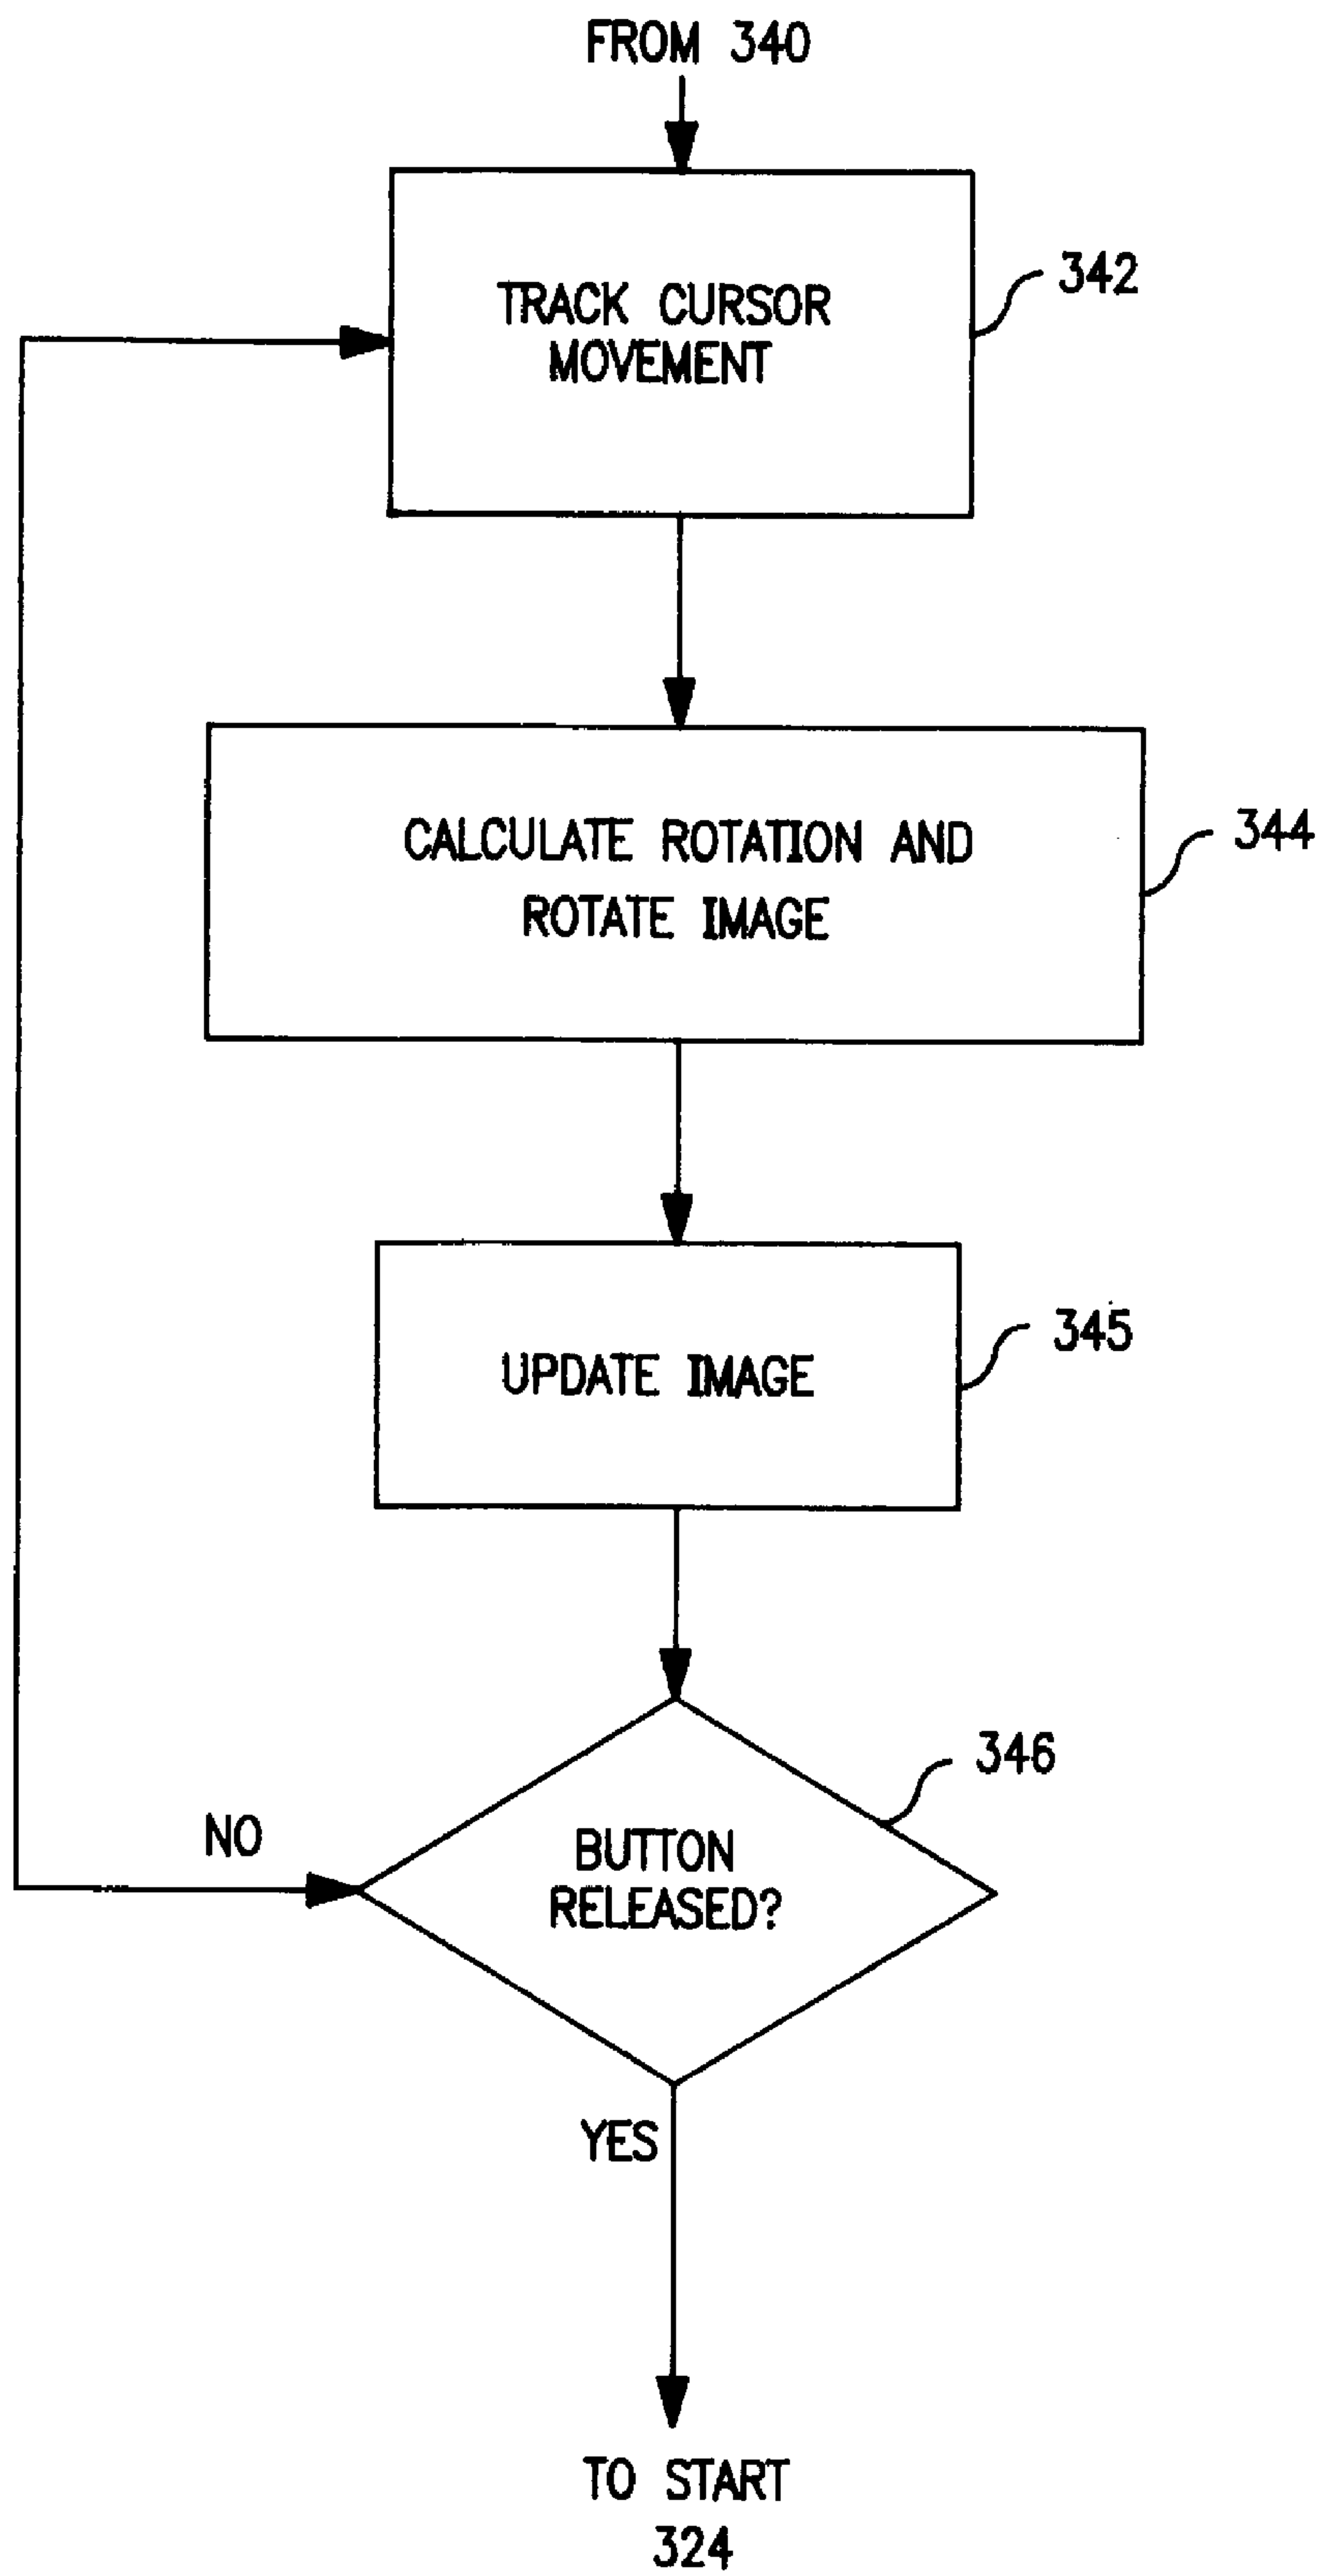 FROM 340
TRACK CURSOR
MOVEMENT
342
CALCULATE ROTATION AND
ROTATE IMAGE
344
UPDATE IMAGE
345
BUTTON
RELEASED?
346
NO
YES
TO START
324